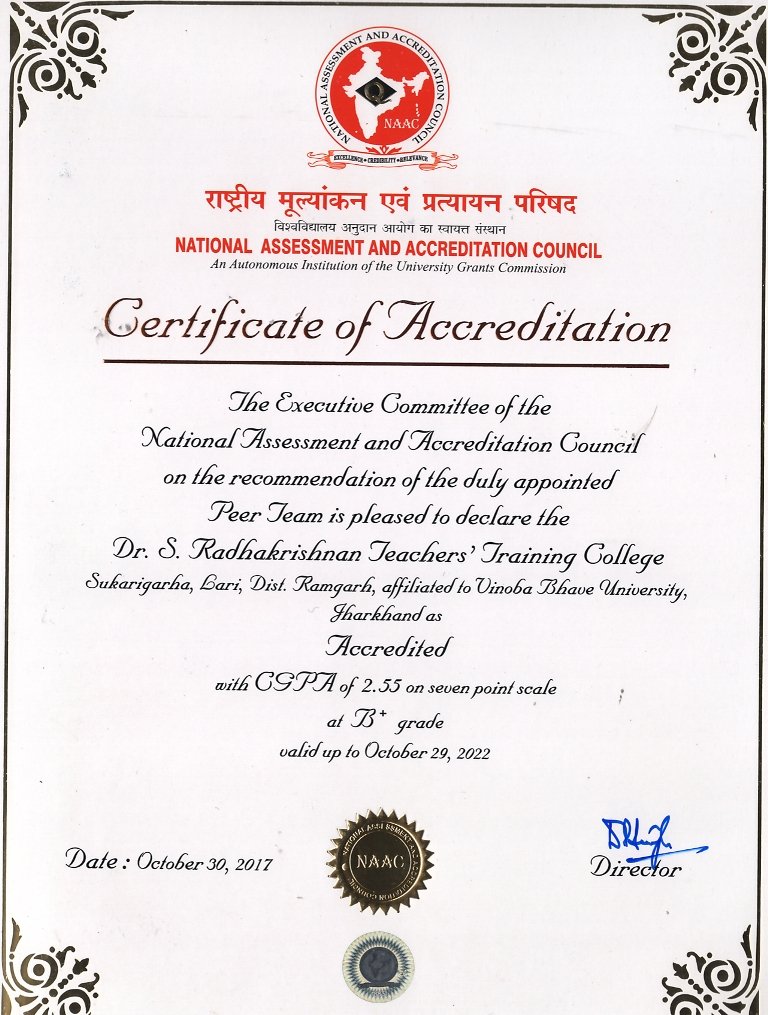 NATIONAL ASSESSMENT AND ACCREDITATION COUNCIL
Q
NAAC
EXCELLENCE • CREDIBILITY • RELEVANCE
राष्ट्रीय मूल्यांकन एवं प्रत्यायन परिषद
विश्वविद्यालय अनुदान आयोग का स्वायत्त संस्थान
NATIONAL ASSESSMENT AND ACCREDITATION COUNCIL
An Autonomous Institution of the University Grants Commission
Certificate of Accreditation
The Executive Committee of the
National Assessment and Accreditation Council
on the recommendation of the duly appointed
Peer Team is pleased to declare the
Dr. S. Radhakrishnan Teachers' Training College
Sukarigarha, Lari, Dist. Ramgarh, affiliated to Vinoba Bhave University,
Jharkhand as
Accredited
with CGPA of 2.55 on seven point scale
at B+ grade
valid up to October 29, 2022
NATIONAL ASSESSMENT AND ACCREDITATION COUNCIL
NAAC
Date : October 30, 2017
Director